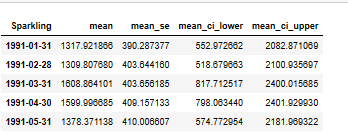 Sparkling mean mean_se mean_ci_lower mean_ci_upper
1991-01-31 1317.921866 390.287377 552.972662 2082.871069
1991-02-28 1309.807680 403.644160 518.679663 2100.935697
1991-03-31 1608.864101 403.656185 817.712517 2400.015685
1991-04-30 1599.996685 409.157133 798.063440 2401.929930
1991-05-31 1378.371138 410.006607 574.772954 2181.969322